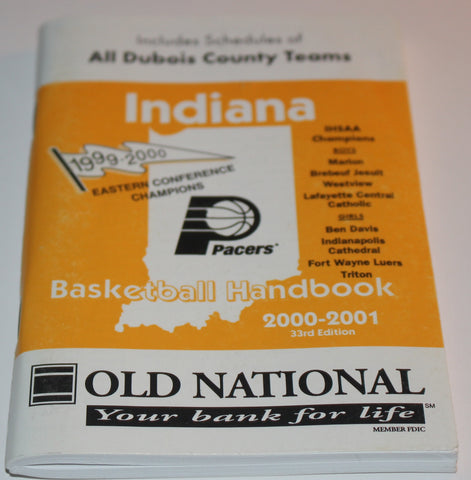 Includes Schedules of
All Dubois County Teams
Indiana
1999-2000
EASTERN CONFERENCE
CHAMPIONS
IHSAA
Champions
BOYS
Marion
Brebeuf Jesuit
Westview
Lafayette Central
Catholic
GIRLS
Ben Davis
Indianapolis
Cathedral
Fort Wayne Luers
Triton
P
Pacers
Basketball Handbook
2000-2001
33rd Edition
OLD NATIONAL
Your bank for life SM
MEMBER FDIC